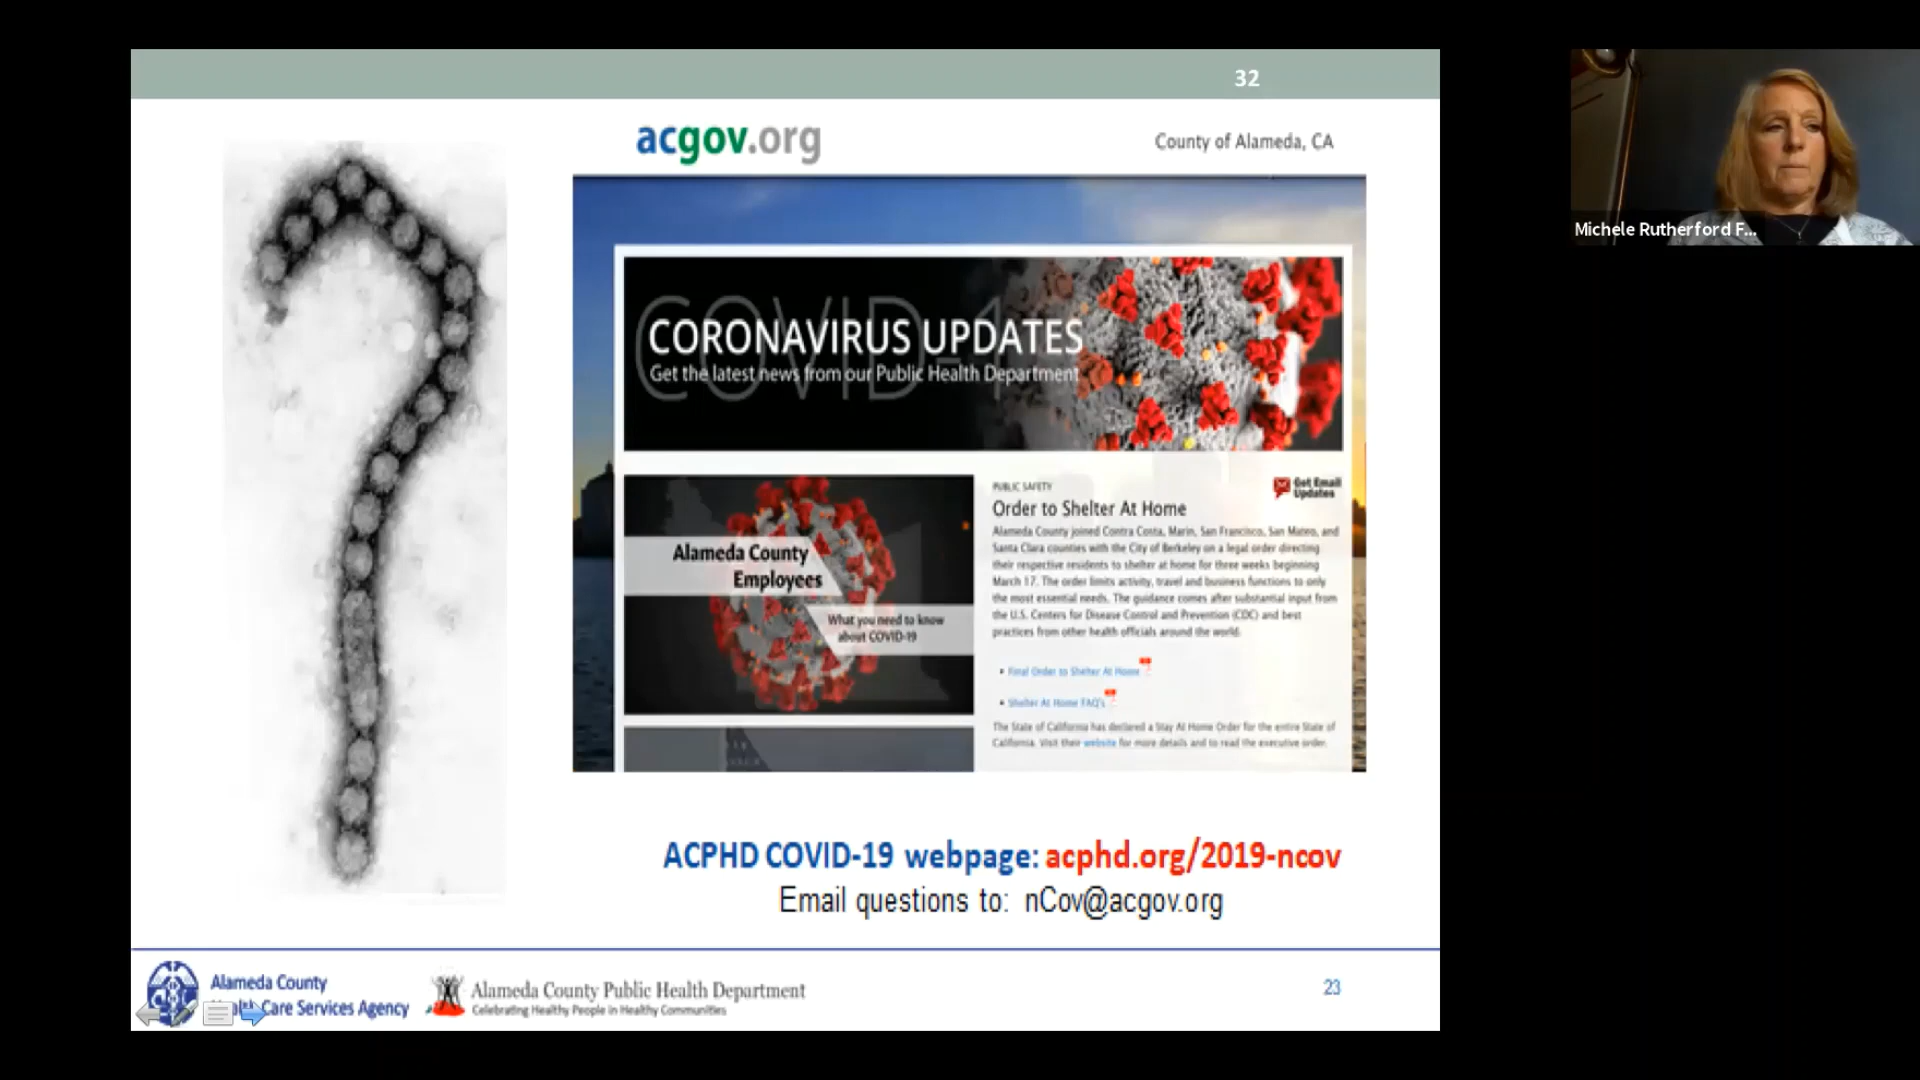 32
acgov.org
County of Alameda, CA
COVID-1
CORONAVIRUS UPDATES
Get the latest news from our Public Health Department
Alameda County
Employees
What you need to know
about COVID-19
PUBLIC SAFETY
Get Email
Updates
Order to Shelter At Home
Alameda County joined Contra Costa, Marin, San Francisco, San Mateo, and
Santa Clara counties with the City of Berkeley on a legal order directing
their respective residents to shelter at home for three weeks beginning
March 17. The order limits activity, travel and business functions to only
the most essential needs. The guidance comes after substantial input from
the U.S. Centers for Disease Control and Prevention (CDC) and best
practices from other health officials around the world.
• Final Order to Shelter At Home
• Shelter At Home FAQ's
The State of California has declared a Stay At Home Order for the entire State of
California. Visit their website for more details and to read the executive order.
ACPHD COVID-19 webpage: acphd.org/2019-ncov
Email questions to: nCov@acgov.org
Alameda County
Health Care Services Agency
Alameda County Public Health Department
Celebrating Healthy People in Healthy Communities
23
Michele Rutherford F...